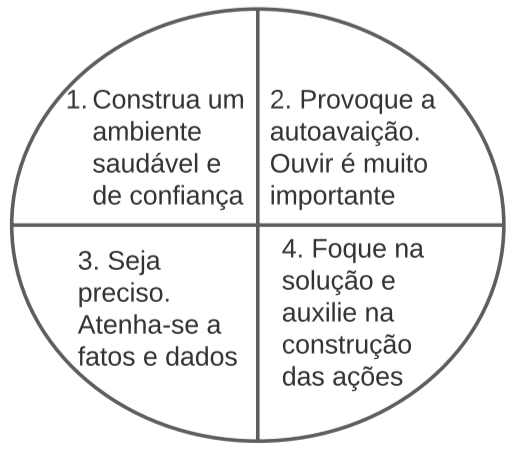 1. Construa um
ambiente
saudável e
de confiança
2. Provoque a
autoavaição.
Ouvir é muito
importante
3. Seja
preciso.
Atenha-se a
fatos e dados
4. Foque na
solução e
auxilie na
construção
das ações